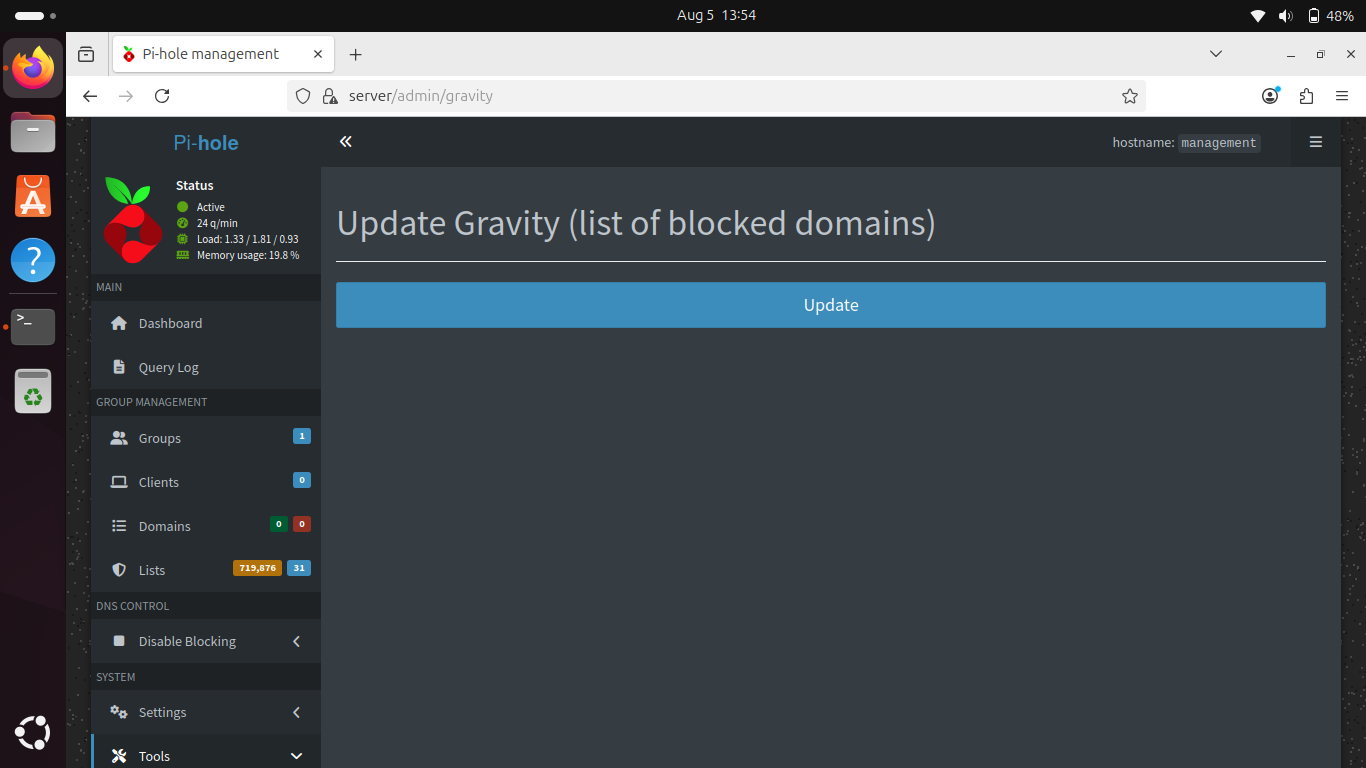 Aug 5 13:54
48%
Pi-hole management
server/admin/gravity
Pi-hole
hostname: management
Status
Active
24 q/min
Load: 1.33 / 1.81 / 0.93
Memory usage: 19.8 %
Update Gravity (list of blocked domains)
Update
MAIN
Dashboard
Query Log
GROUP MANAGEMENT
Groups 1
Clients 0
Domains 0 0
Lists 719,876 31
DNS CONTROL
Disable Blocking
SYSTEM
Settings
Tools